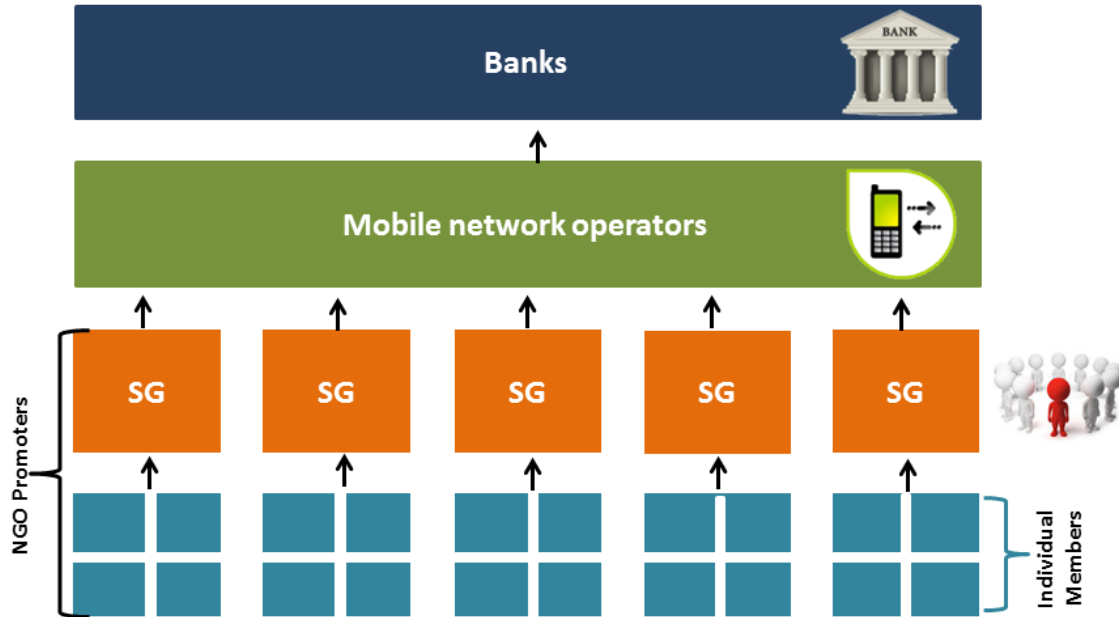 BANK
Banks
Mobile network operators
SG SG SG SG SG
NGO Promoters
Individual
Members